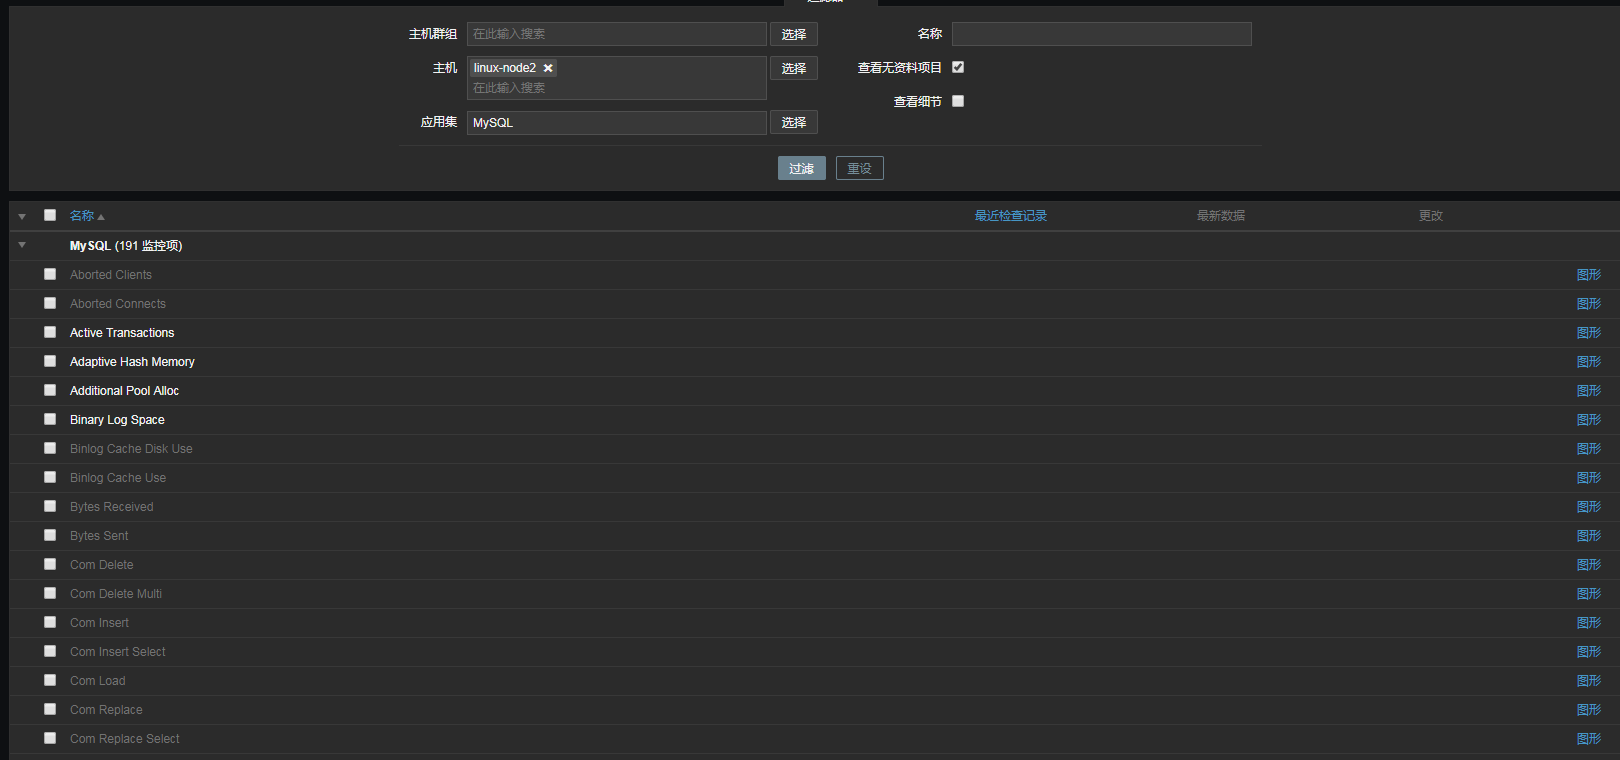 主机群组 在此输入搜索 选择 名称
主机 linux-node2 选择 查看无资料项目
在此输入搜索
查看细节
应用集 MySQL 选择
过滤 重设
名称 最近检查记录 最新数据 更改
MySQL (191 监控项)
Aborted Clients 图形
Aborted Connects 图形
Active Transactions 图形
Adaptive Hash Memory 图形
Additional Pool Alloc 图形
Binary Log Space 图形
Binlog Cache Disk Use 图形
Binlog Cache Use 图形
Bytes Received 图形
Bytes Sent 图形
Com Delete 图形
Com Delete Multi 图形
Com Insert 图形
Com Insert Select 图形
Com Load 图形
Com Replace 图形
Com Replace Select 图形